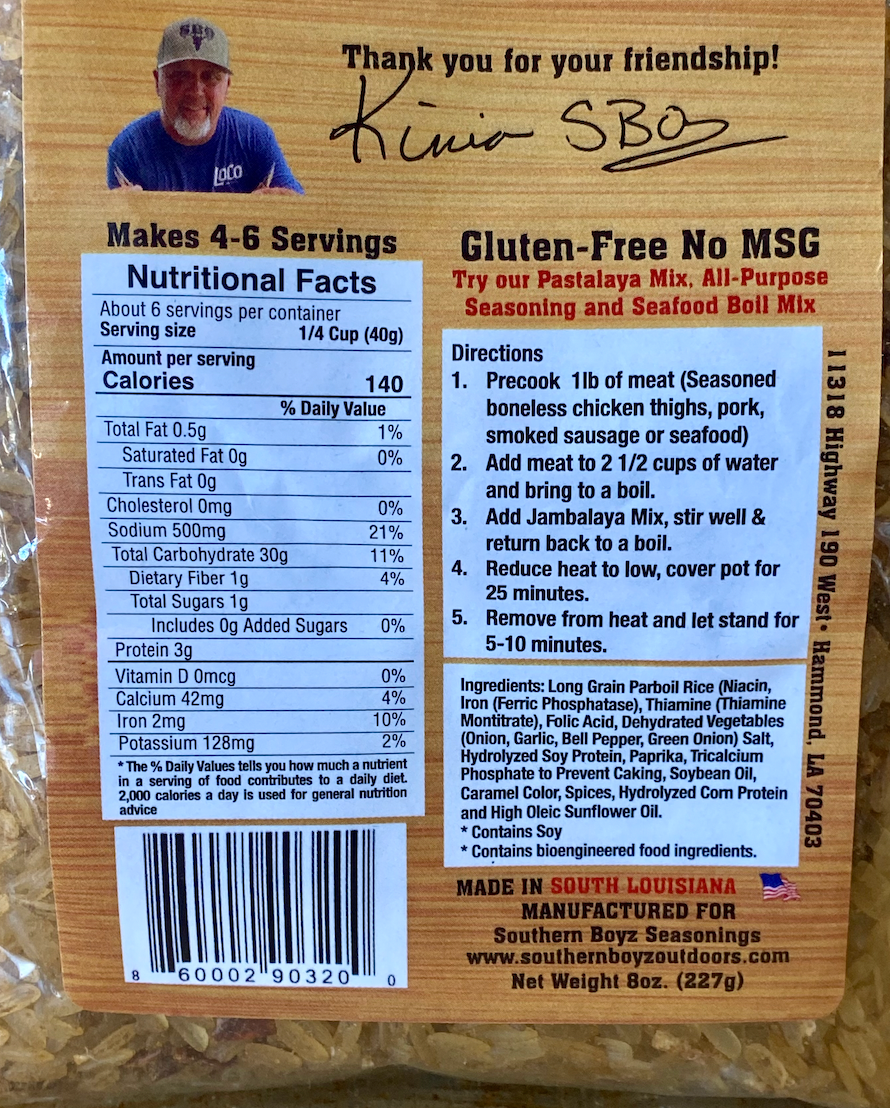 SBO
LOCO
Thank you for your friendship!
SBO
Makes 4-6 Servings
Nutritional Facts
About 6 servings per container
Serving size 1/4 Cup (40g)
Amount per serving
Calories 140
% Daily Value
Total Fat 0.5g 1%
Saturated Fat 0g 0%
Trans Fat 0g
Cholesterol 0mg 0%
Sodium 500mg 21%
Total Carbohydrate 30g 11%
Dietary Fiber 1g 4%
Total Sugars 1g
Includes 0g Added Sugars 0%
Protein 3g
Vitamin D 0mcg 0%
Calcium 42mg 4%
Iron 2mg 10%
Potassium 128mg 2%
* The % Daily Values tells you how much a nutrient
in a serving of food contributes to a daily diet.
2,000 calories a day is used for general nutrition
advice
8 60002 90320 0
Gluten-Free No MSG
Try our Pastalaya Mix, All-Purpose
Seasoning and Seafood Boil Mix
Directions
1. Precook 1lb of meat (Seasoned
boneless chicken thighs, pork,
smoked sausage or seafood)
2. Add meat to 2 1/2 cups of water
and bring to a boil.
3. Add Jambalaya Mix, stir well &
return back to a boil.
4. Reduce heat to low, cover pot for
25 minutes.
5. Remove from heat and let stand for
5-10 minutes.
Ingredients: Long Grain Parboil Rice (Niacin,
Iron (Ferric Phosphatase), Thiamine (Thiamine
Montitrate), Folic Acid, Dehydrated Vegetables
(Onion, Garlic, Bell Pepper, Green Onion) Salt,
Hydrolyzed Soy Protein, Paprika, Tricalcium
Phosphate to Prevent Caking, Soybean Oil,
Caramel Color, Spices, Hydrolyzed Corn Protein
and High Oleic Sunflower Oil.
* Contains Soy
* Contains bioengineered food ingredients.
11318 Highway 190 West • Hammond, LA 70403
MADE IN SOUTH LOUISIANA
MANUFACTURED FOR
Southern Boyz Seasonings
www.southernboyzoutdoors.com
Net Weight 8oz. (227g)